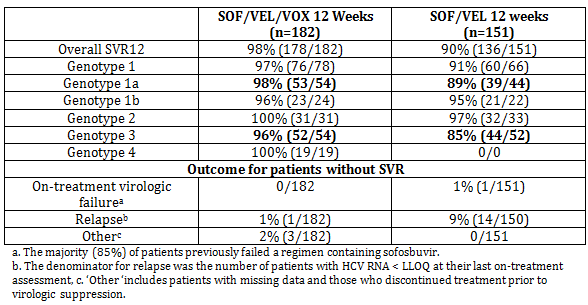 SOF/VEL/VOX 12 Weeks (n=182) SOF/VEL 12 weeks (n=151)
Overall SVR12 98% (178/182) 90% (136/151)
Genotype 1 97% (76/78) 91% (60/66)
Genotype 1a 98% (53/54) 89% (39/44)
Genotype 1b 96% (23/24) 95% (21/22)
Genotype 2 100% (31/31) 97% (32/33)
Genotype 3 96% (52/54) 85% (44/52)
Genotype 4 100% (19/19) 0/0
Outcome for patients without SVR
On-treatment virologic failureᵃ 0/182 1% (1/151)
Relapseᵇ 1% (1/182) 9% (14/150)
Otherᶜ 2% (3/182) 0/151
a. The majority (85%) of patients previously failed a regimen containing sofosbuvir.
b. The denominator for relapse was the number of patients with HCV RNA < LLOQ at their last on-treatment
assessment, c. ‘Other ‘includes patients with missing data and those who discontinued treatment prior to
virologic suppression.